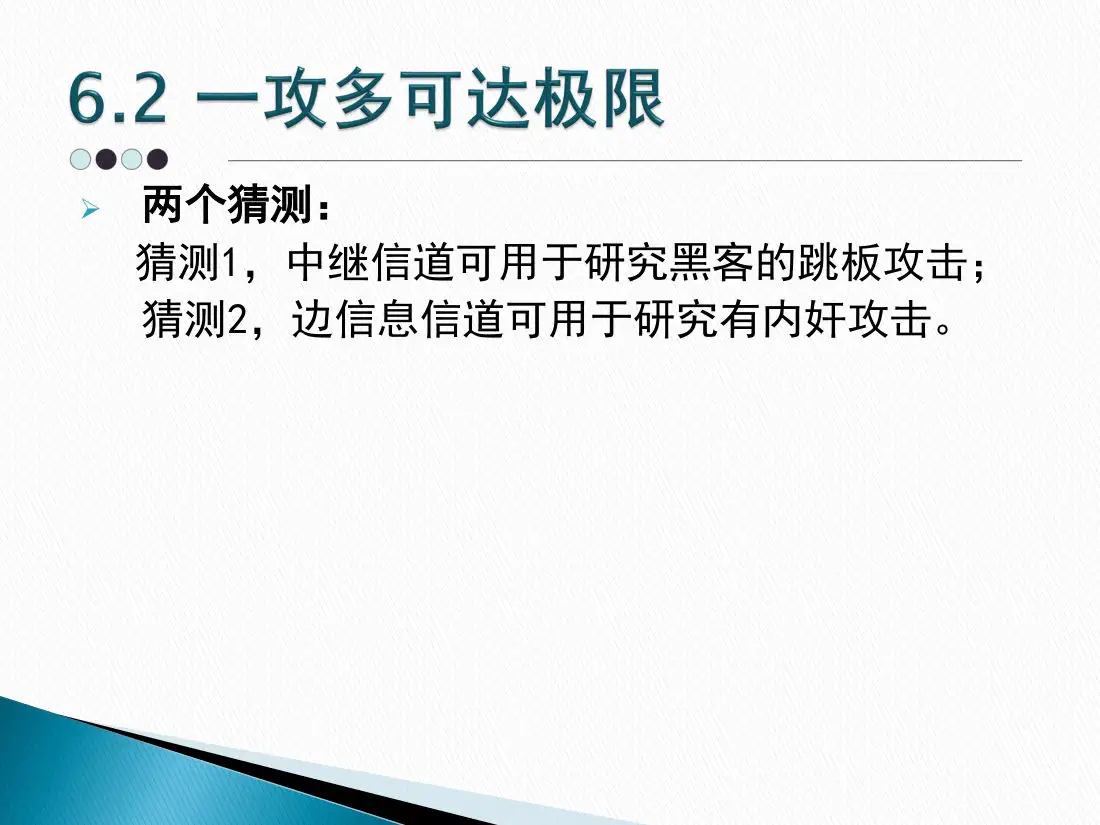 6.2 一攻多可达极限
两个猜测：
猜测1，中继信道可用于研究黑客的跳板攻击；
猜测2，边信息信道可用于研究有内奸攻击。